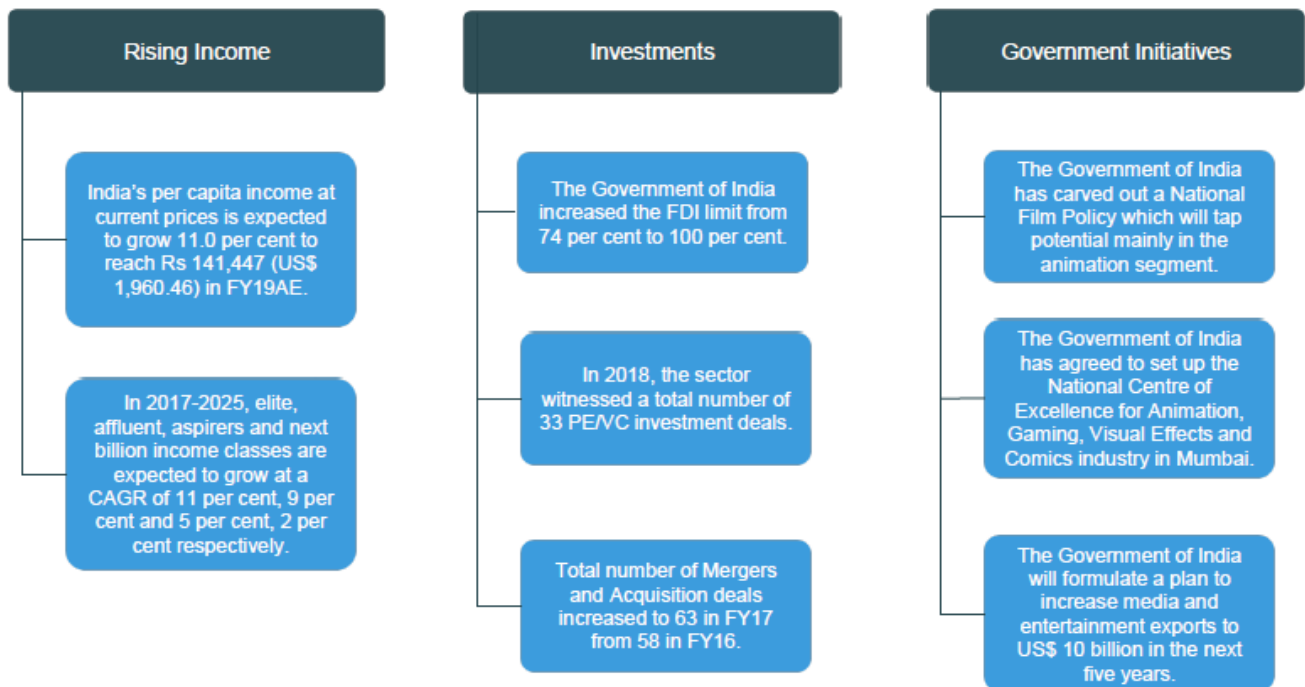 Rising Income
India's per capita income at
current prices is expected
to grow 11.0 per cent to
reach Rs 141,447 (US$
1,960.46) in FY19AE.
In 2017-2025, elite,
affluent, aspirers and next
billion income classes are
expected to grow at a
CAGR of 11 per cent, 9 per
cent and 5 per cent, 2 per
cent respectively.
Investments
The Government of India
increased the FDI limit from
74 per cent to 100 per cent.
In 2018, the sector
witnessed a total number of
33 PE/VC investment deals.
Total number of Mergers
and Acquisition deals
increased to 63 in FY17
from 58 in FY16.
Government Initiatives
The Government of India
has carved out a National
Film Policy which will tap
potential mainly in the
animation segment.
The Government of India
has agreed to set up the
National Centre of
Excellence for Animation,
Gaming, Visual Effects and
Comics industry in Mumbai.
The Government of India
will formulate a plan to
increase media and
entertainment exports to
US$ 10 billion in the next
five years.